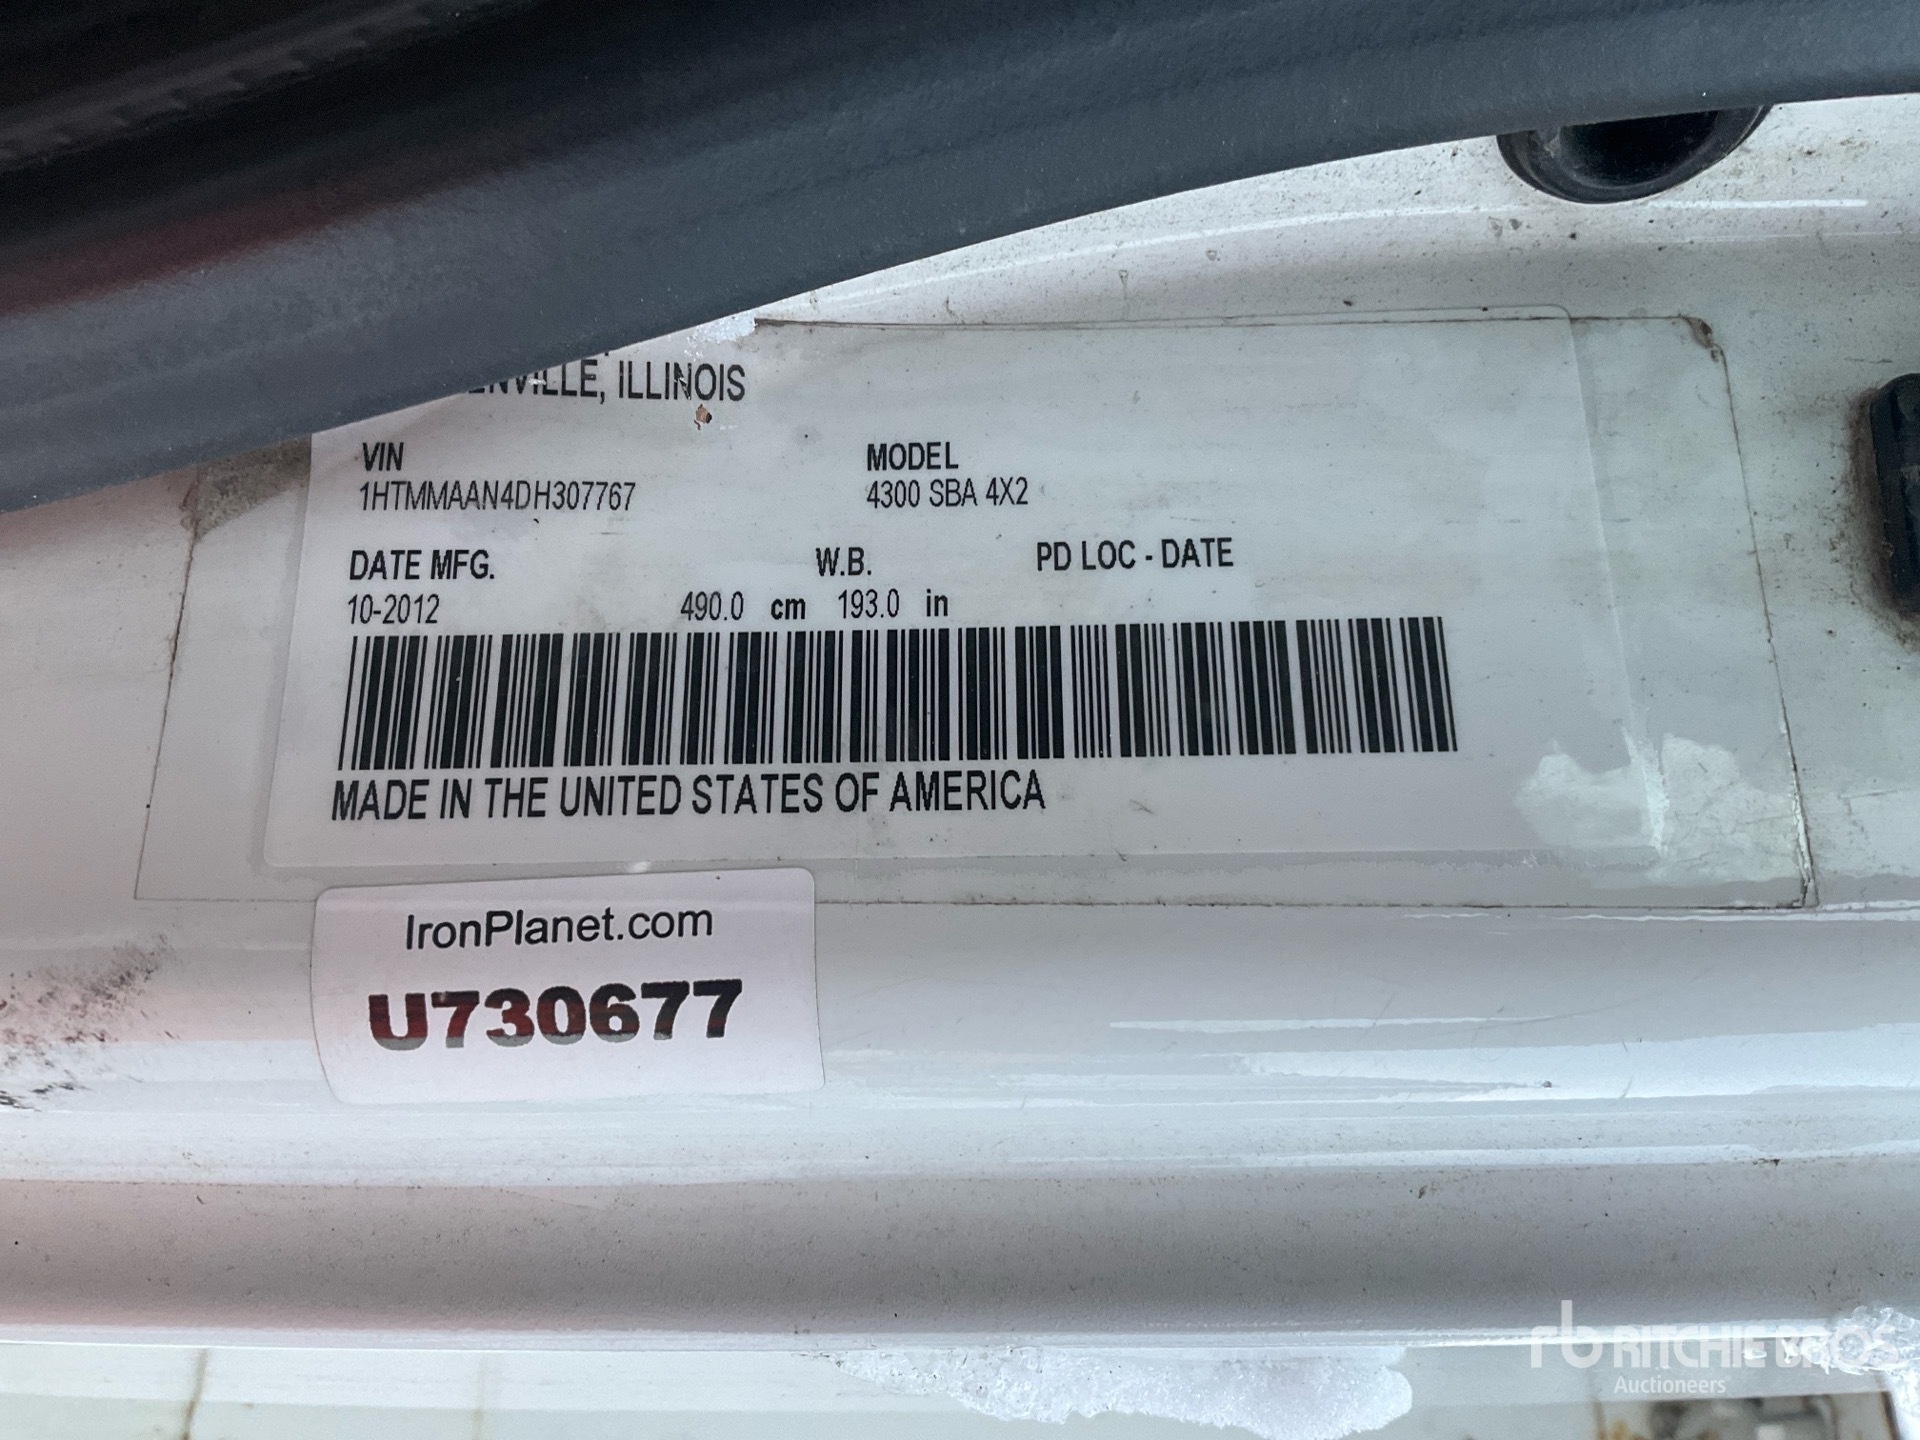 ILLINOIS
VIN
1HTMMAAN4DH307767
MODEL
4300 SBA 4X2
DATE MFG.
10-2012
W.B.
490.0 cm 193.0 in
PD LOC - DATE
MADE IN THE UNITED STATES OF AMERICA
IronPlanet.com
U730677
rb RITCHIE BROS
Auctioneers